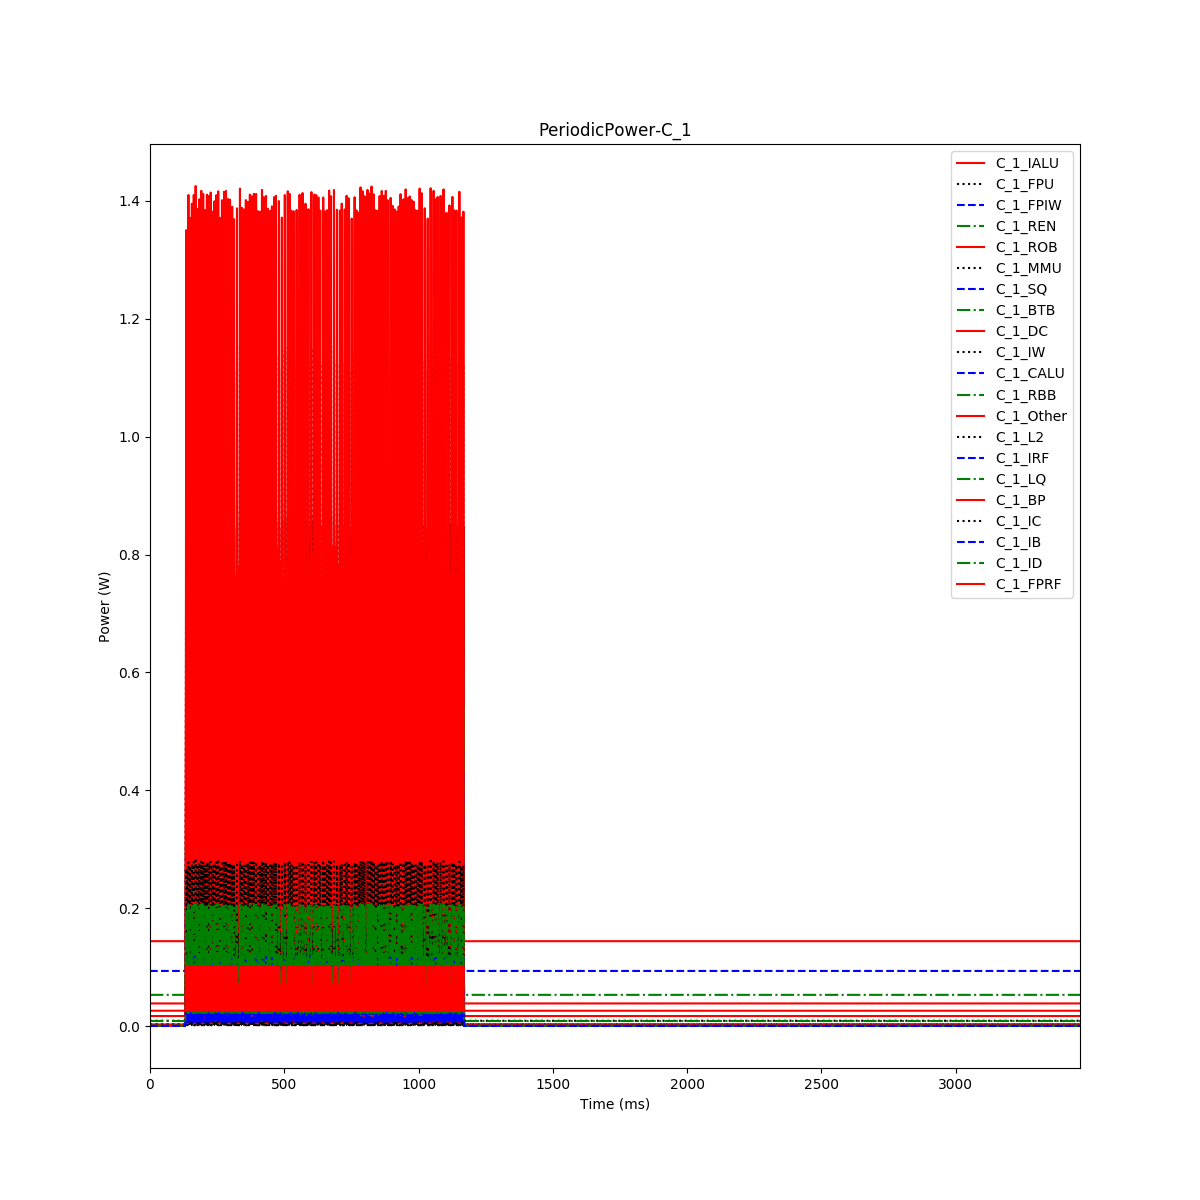 PeriodicPower-C_1
1.4
1.2
1.0
0.8
0.6
0.4
0.2
0.0
Power (W)
0 500 1000 1500 2000 2500 3000
Time (ms)
C_1_IALU
C_1_FPU
C_1_FPIW
C_1_REN
C_1_ROB
C_1_MMU
C_1_SQ
C_1_BTB
C_1_DC
C_1_IW
C_1_CALU
C_1_RBB
C_1_Other
C_1_L2
C_1_IRF
C_1_LQ
C_1_BP
C_1_IC
C_1_IB
C_1_ID
C_1_FPRF